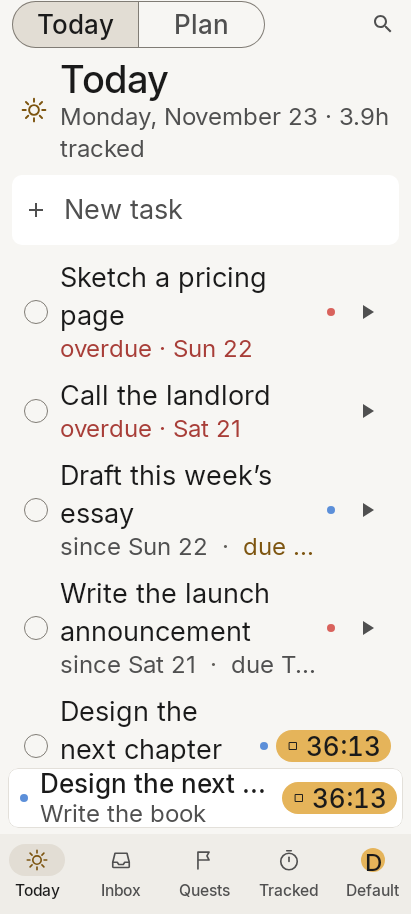 Today
Plan
Today
Monday, November 23 · 3.9h
tracked
New task
Sketch a pricing
page
overdue · Sun 22
Call the landlord
overdue · Sat 21
Draft this week’s
essay
since Sun 22 · due …
Write the launch
announcement
since Sat 21 · due T…
Design the
next chapter
36:13
Design the next …
Write the book
36:13
D
Today
Inbox
Quests
Tracked
Default